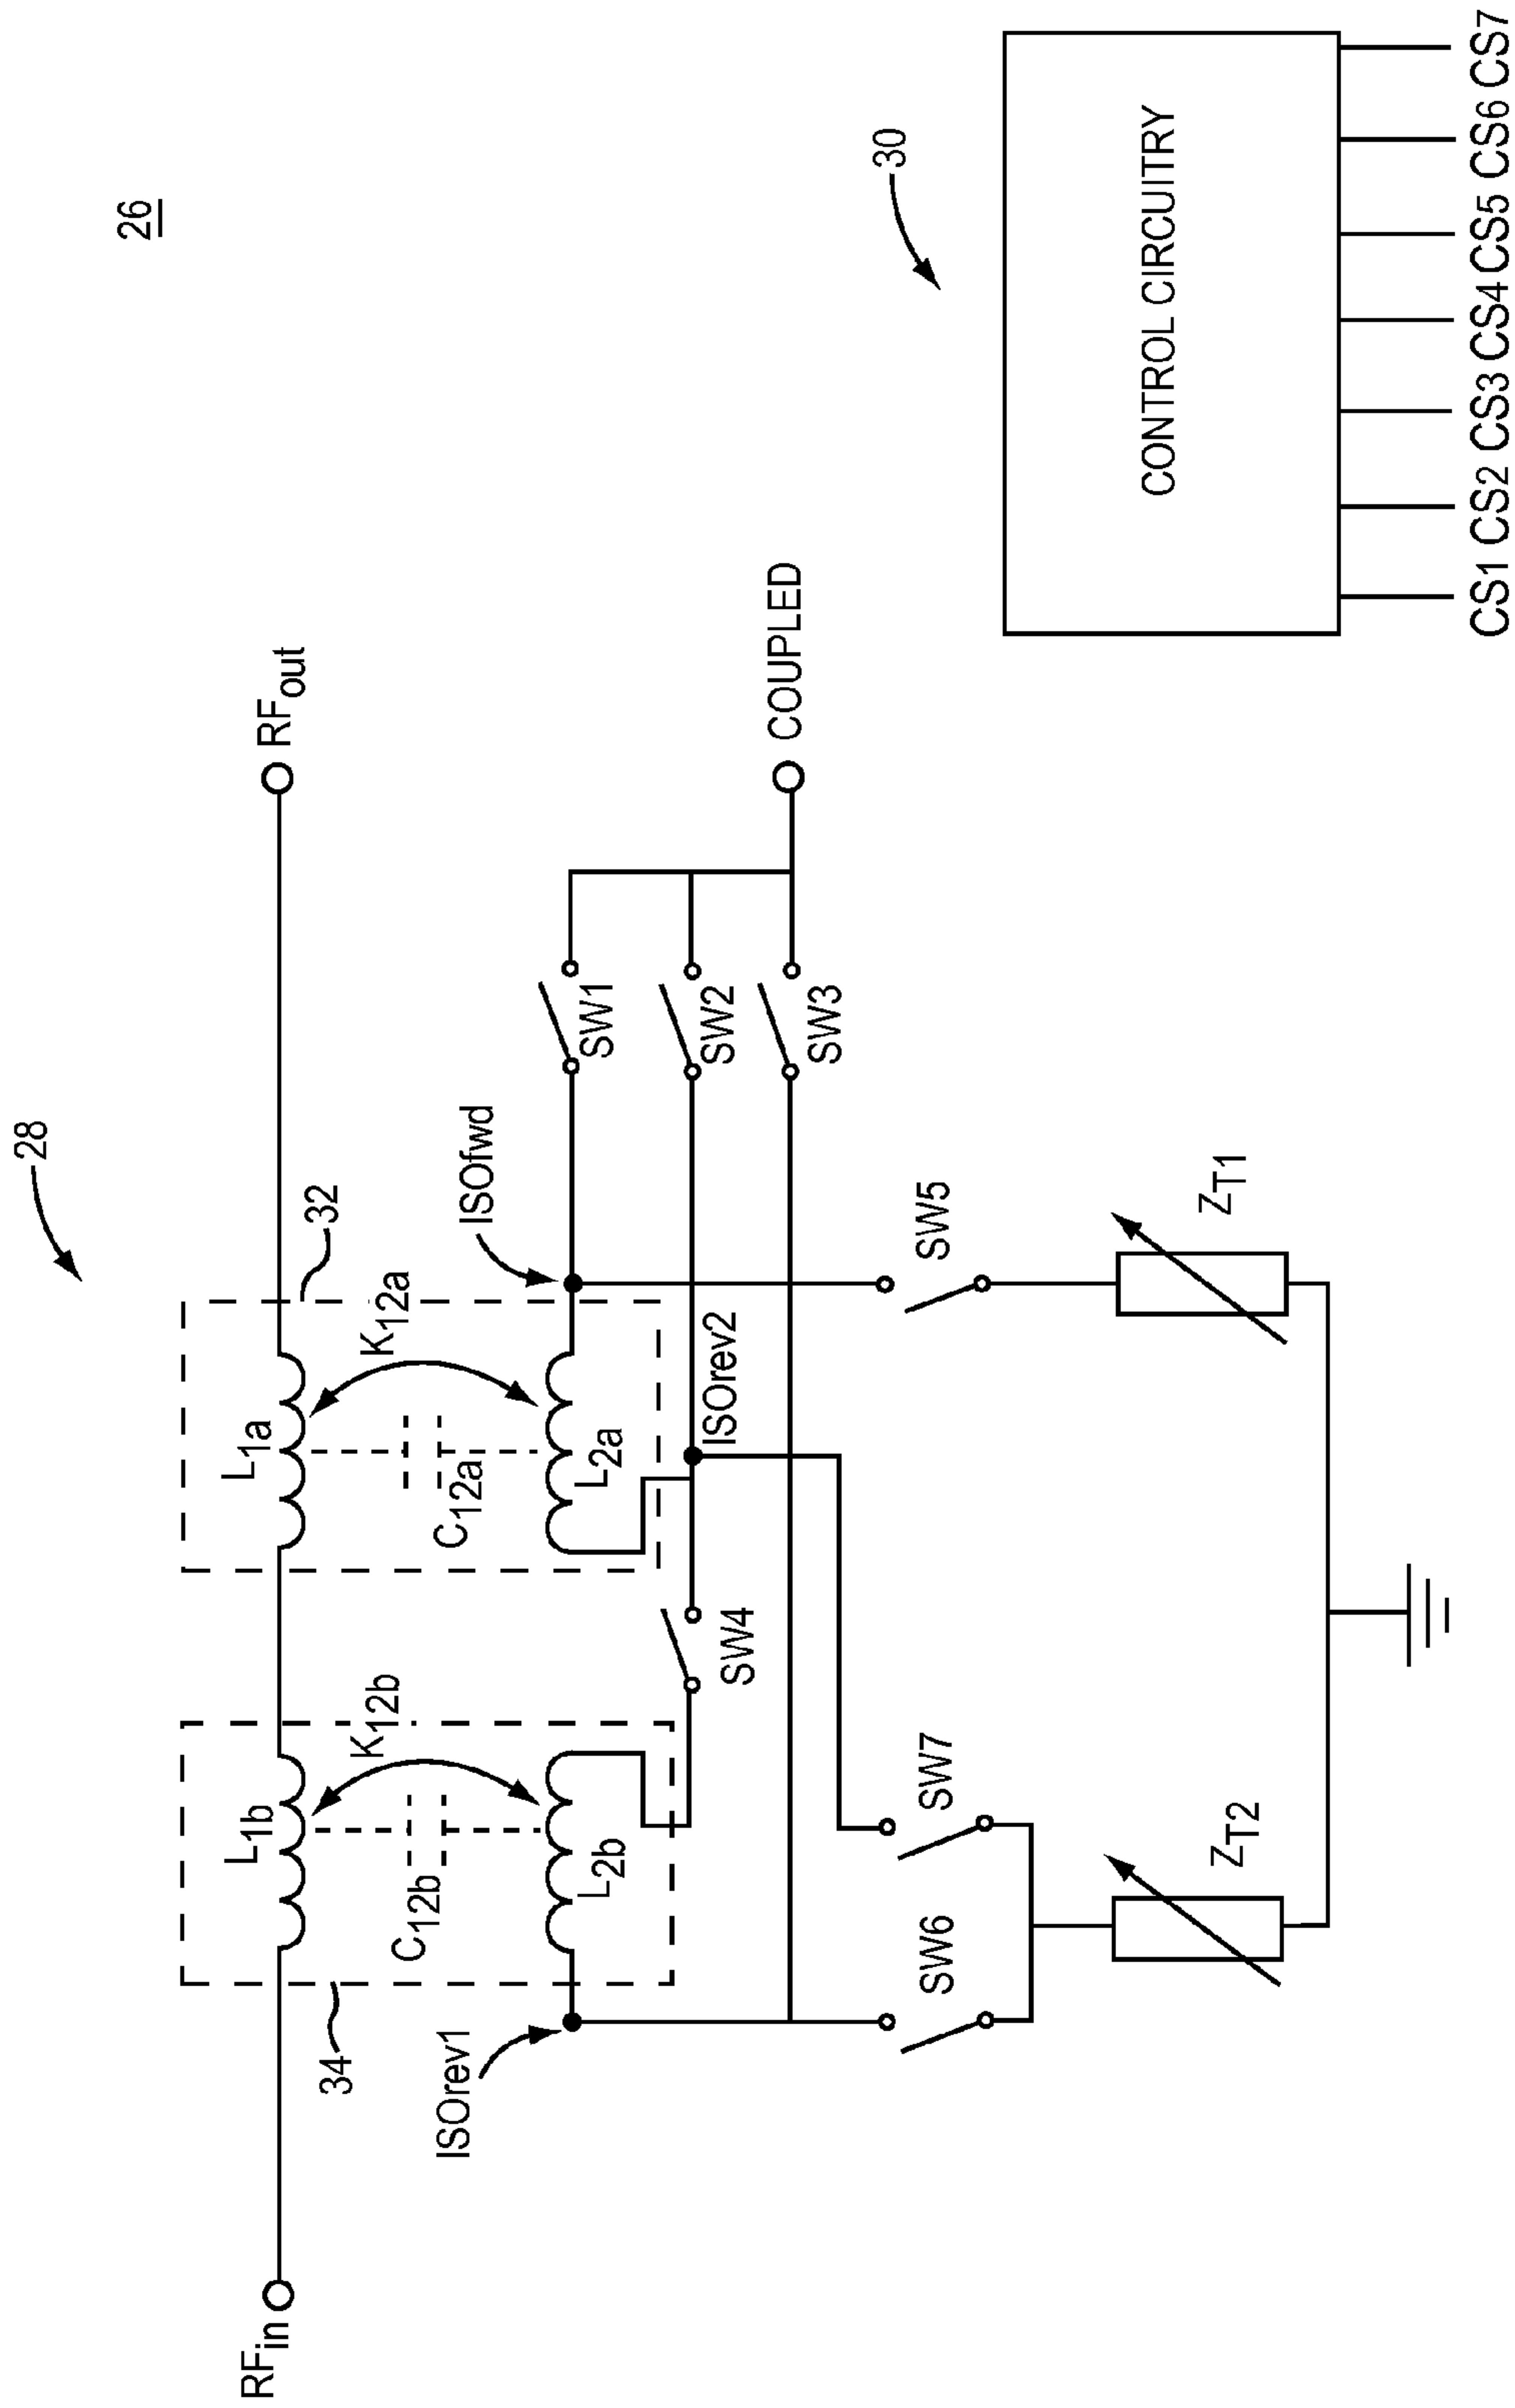 28
26
RFin
RFout
34
32
L1b
K12b
L1a
K12a
C12b
C12a
L2b
L2a
ISOrev1
ISOfwd
SW1
SW4
ISOrev2
SW2
COUPLED
SW3
SW6
SW7
SW5
ZT2
ZT1
30
CONTROL CIRCUITRY
CS1 CS2 CS3 CS4 CS5 CS6 CS7